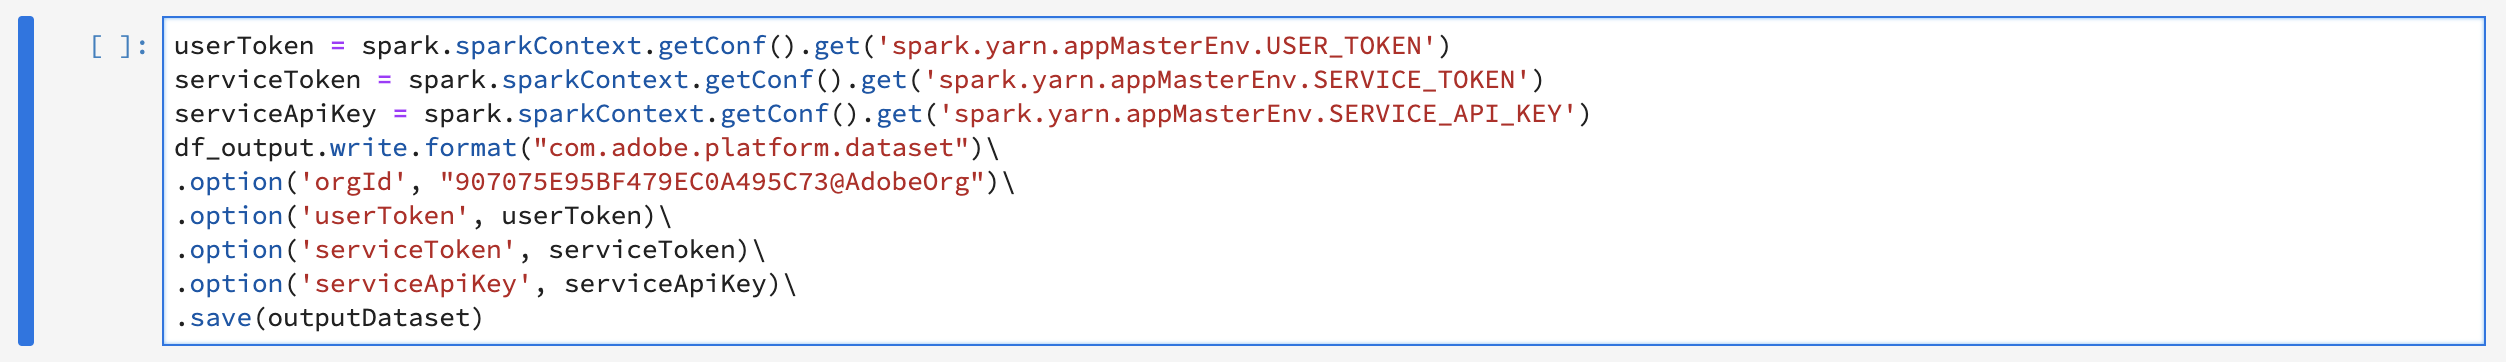 [ ]: userToken = spark.sparkContext.getConf().get('spark.yarn.appMasterEnv.USER_TOKEN')
serviceToken = spark.sparkContext.getConf().get('spark.yarn.appMasterEnv.SERVICE_TOKEN')
serviceApiKey = spark.sparkContext.getConf().get('spark.yarn.appMasterEnv.SERVICE_API_KEY')
df_output.write.format("com.adobe.platform.dataset")\
.option('orgId', "907075E95BF479EC0A495C73@AdobeOrg")\
.option('userToken', userToken)\
.option('serviceToken', serviceToken)\
.option('serviceApiKey', serviceApiKey)\
.save(outputDataset)